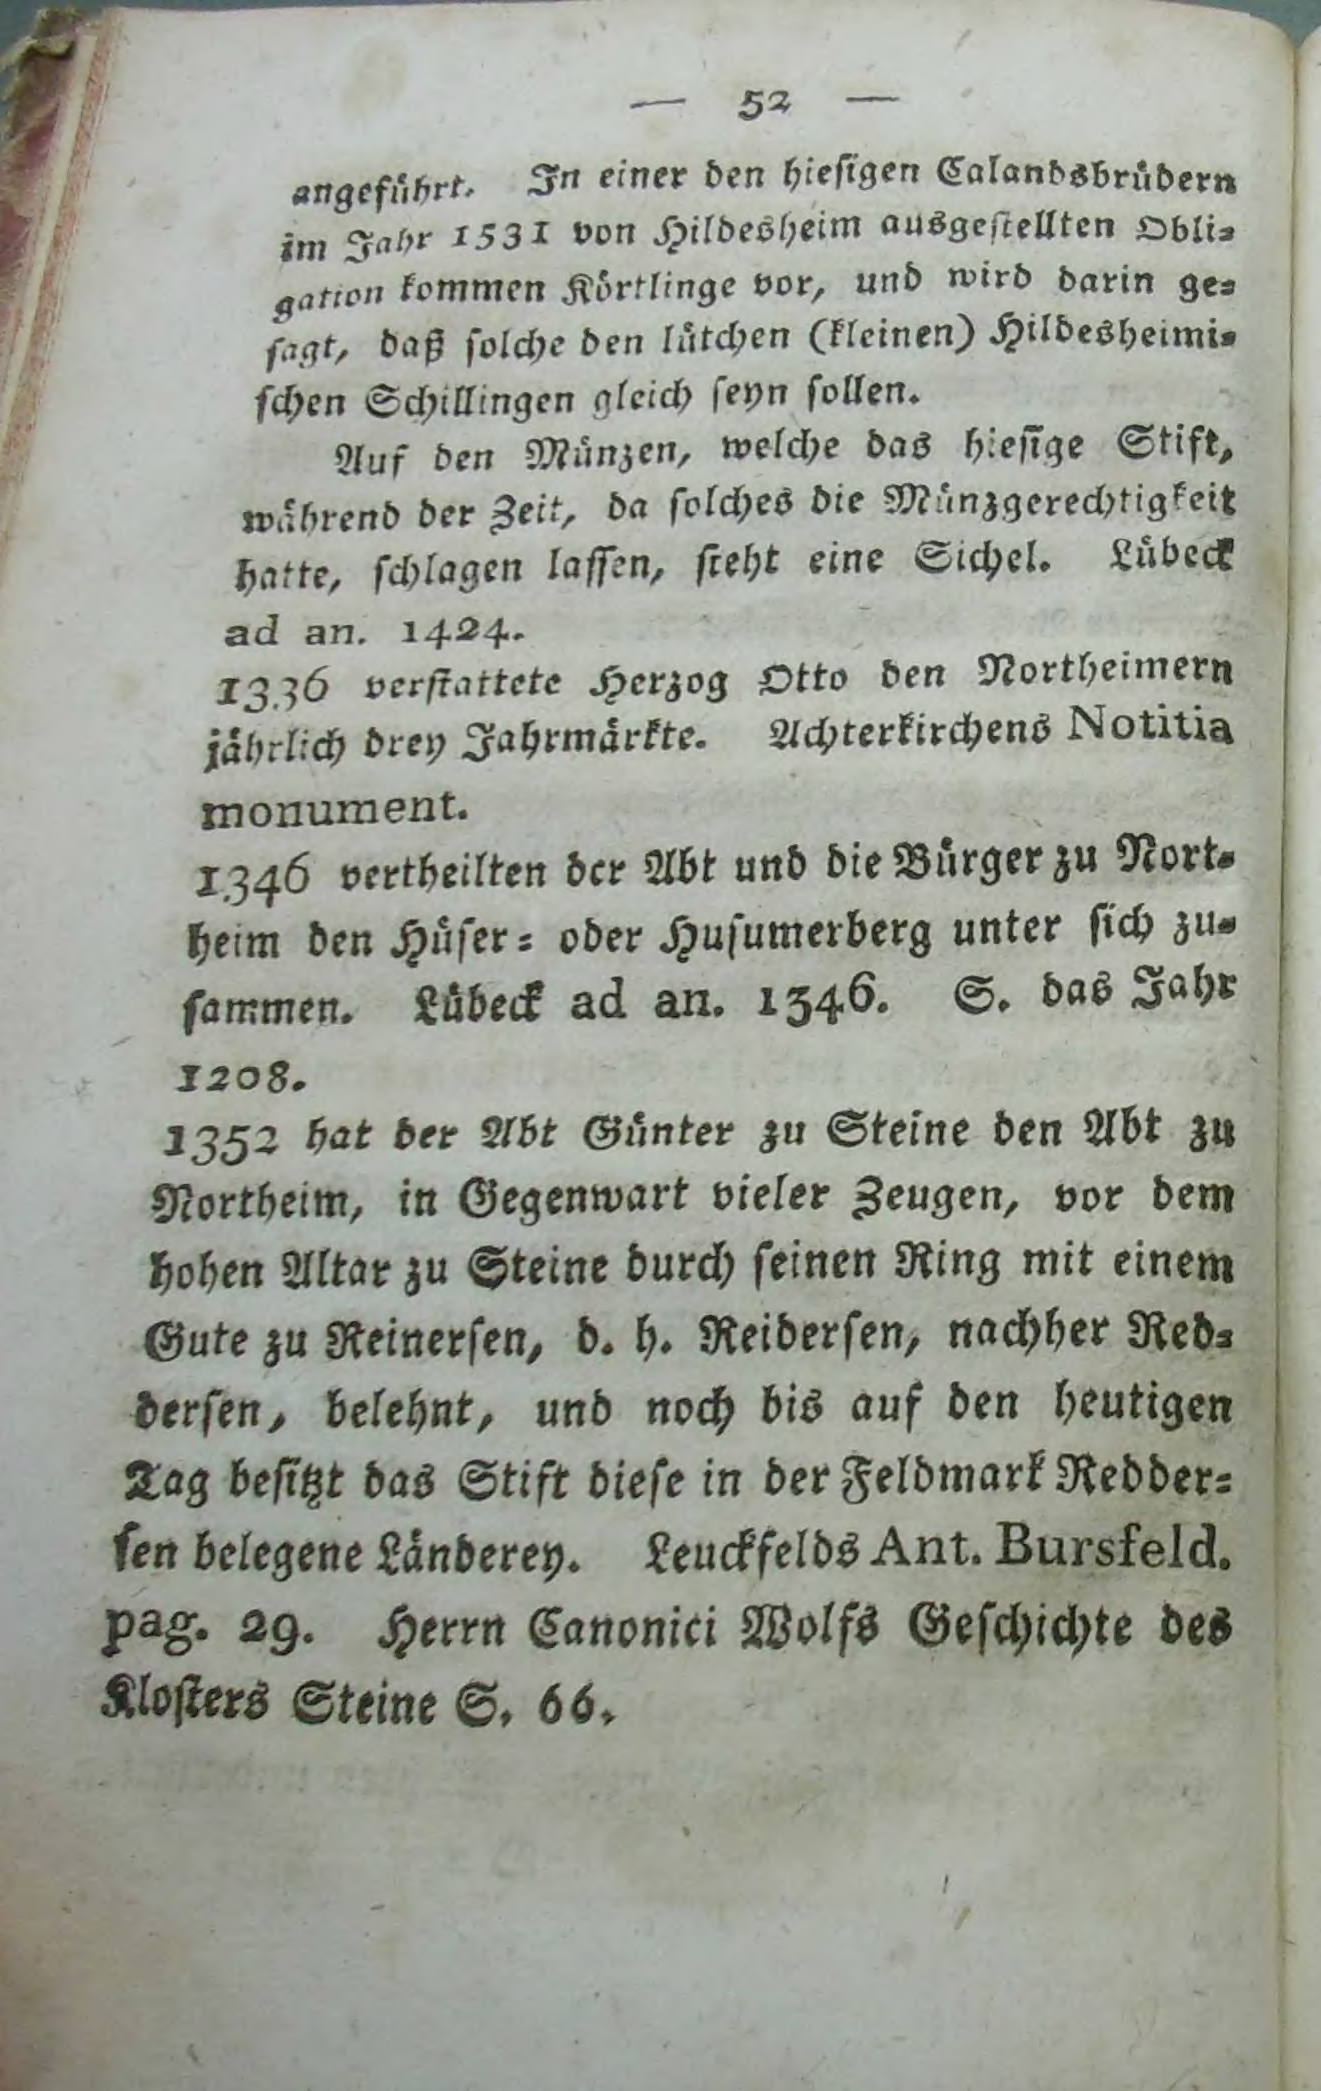 — 52 —
angeführt. In einer den hiesigen Calandsbrüdern
im Jahr 1531 von Hildesheim ausgestellten Obli-
gation kommen Körtlinge vor, und wird darin ge-
sagt, daß solche den lütchen (kleinen) Hildesheimi-
schen Schillingen gleich seyn sollen.
Auf den Münzen, welche das hiesige Stift,
während der Zeit, da solches die Münzgerechtigkeit
hatte, schlagen lassen, steht eine Sichel. Lübeck
ad an. 1424.
1336 verstattete Herzog Otto den Northeimern
jährlich drey Jahrmärkte. Achterkirchens Notitia
monument.
1346 vertheilten der Abt und die Bürger zu Nort-
heim den Hüser- oder Husumerberg unter sich zu-
sammen. Lübeck ad an. 1346. S. das Jahr
1208.
1352 hat der Abt Günter zu Steine den Abt zu
Northeim, in Gegenwart vieler Zeugen, vor dem
hohen Altar zu Steine durch seinen Ring mit einem
Gute zu Reinersen, d. h. Reidersen, nachher Red-
dersen, belehnt, und noch bis auf den heutigen
Tag besitzt das Stift diese in der Feldmark Redder-
sen belegene Länderey. Leuckfelds Ant. Bursfeld.
pag. 29. Herrn Canonici Wolfs Geschichte des
Klosters Steine S. 66.